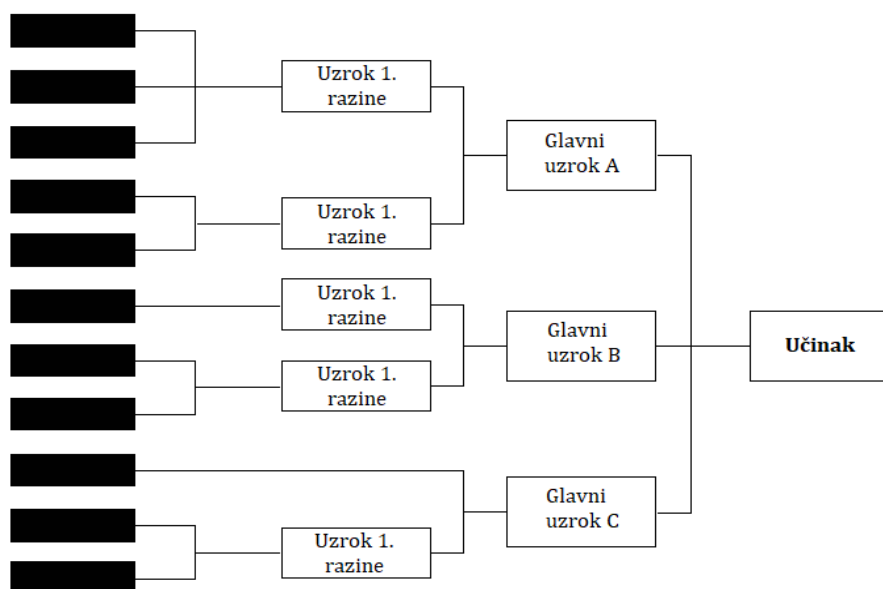 Uzrok 1.
razine
Glavni
uzrok A
Uzrok 1.
razine
Uzrok 1.
razine
Glavni
uzrok B
Učinak
Uzrok 1.
razine
Glavni
uzrok C
Uzrok 1.
razine